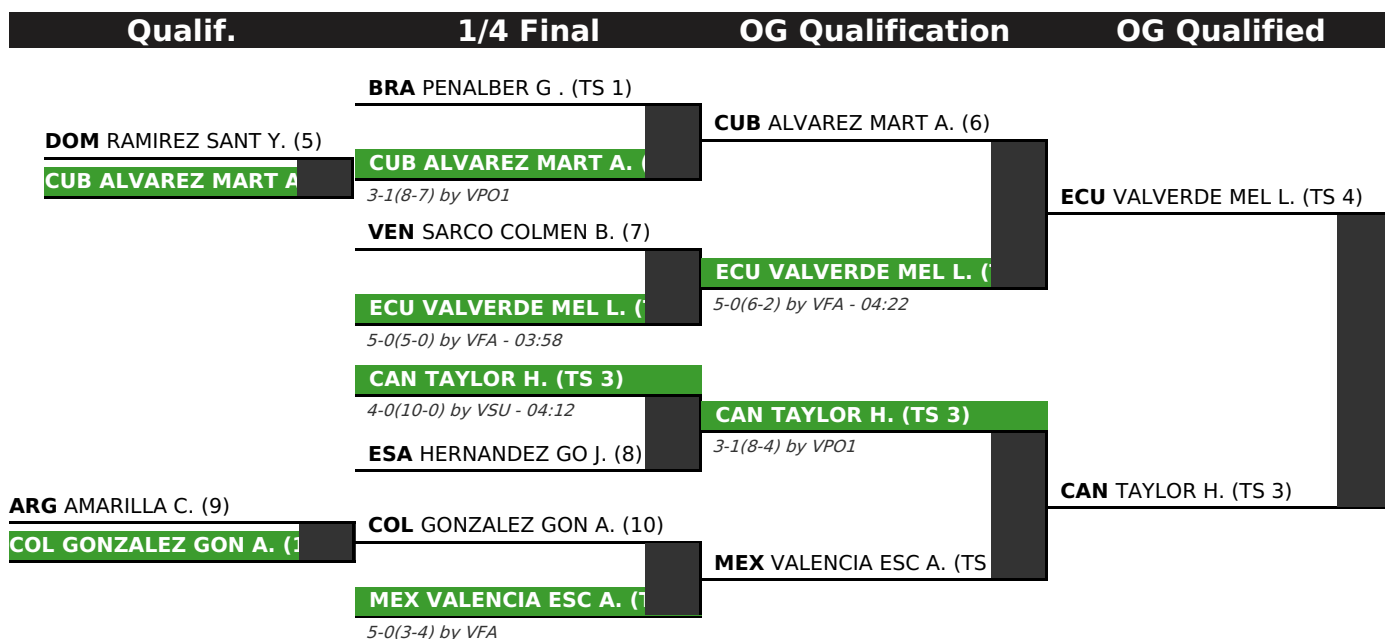 Qualif. 1/4 Final OG Qualification OG Qualified
BRA PENALBER G . (TS 1)
DOM RAMIREZ SANT Y. (5)
CUB ALVAREZ MART A
CUB ALVAREZ MART A. (
3-1(8-7) by VPO1
CUB ALVAREZ MART A. (6)
VEN SARCO COLMEN B. (7)
ECU VALVERDE MEL L. (
5-0(5-0) by VFA - 03:58
ECU VALVERDE MEL L. (
5-0(6-2) by VFA - 04:22
ECU VALVERDE MEL L. (TS 4)
CAN TAYLOR H. (TS 3)
4-0(10-0) by VSU - 04:12
ESA HERNANDEZ GO J. (8)
CAN TAYLOR H. (TS 3)
3-1(8-4) by VPO1
CAN TAYLOR H. (TS 3)
ARG AMARILLA C. (9)
COL GONZALEZ GON A. (1
COL GONZALEZ GON A. (10)
MEX VALENCIA ESC A. (T
5-0(3-4) by VFA
MEX VALENCIA ESC A. (TS